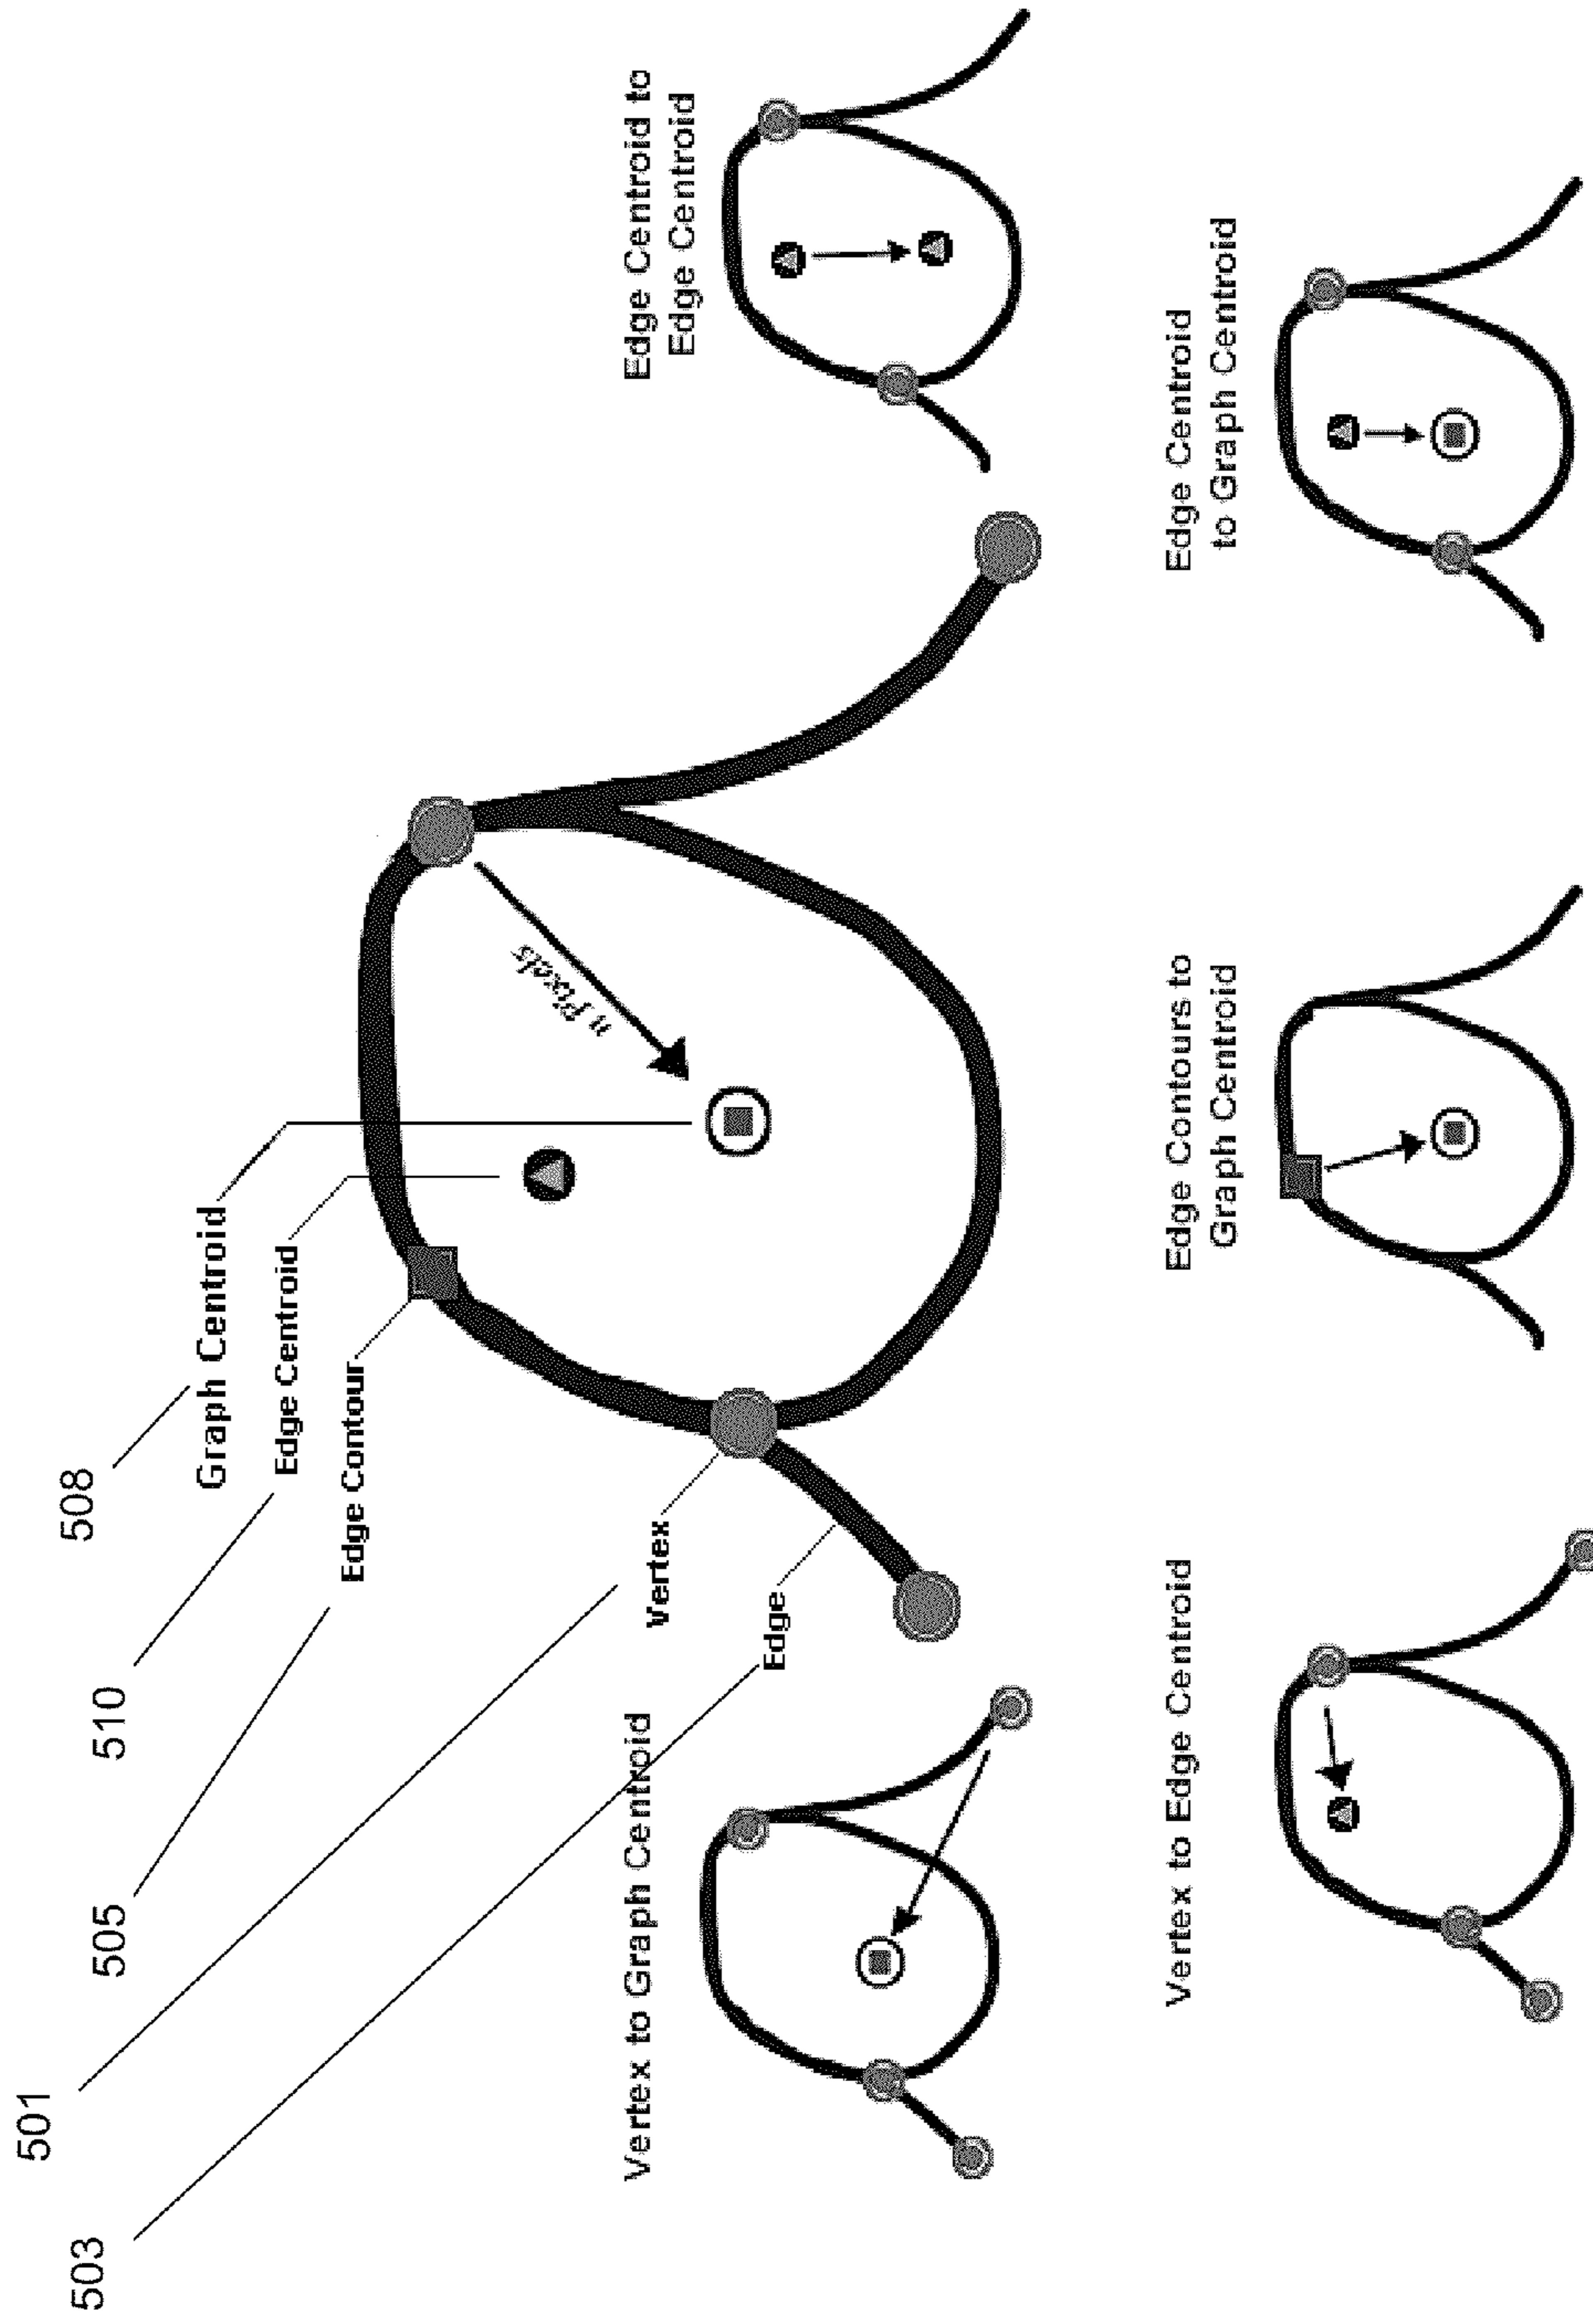 503
501
505
510
508
Graph Centroid
Edge Centroid
Edge Contour
Vertex
Edge
n Pixels
Vertex to Graph Centroid
Edge Centroid to
Edge Centroid
Vertex to Edge Centroid
Edge Contours to
Graph Centroid
Edge Centroid
to Graph Centroid